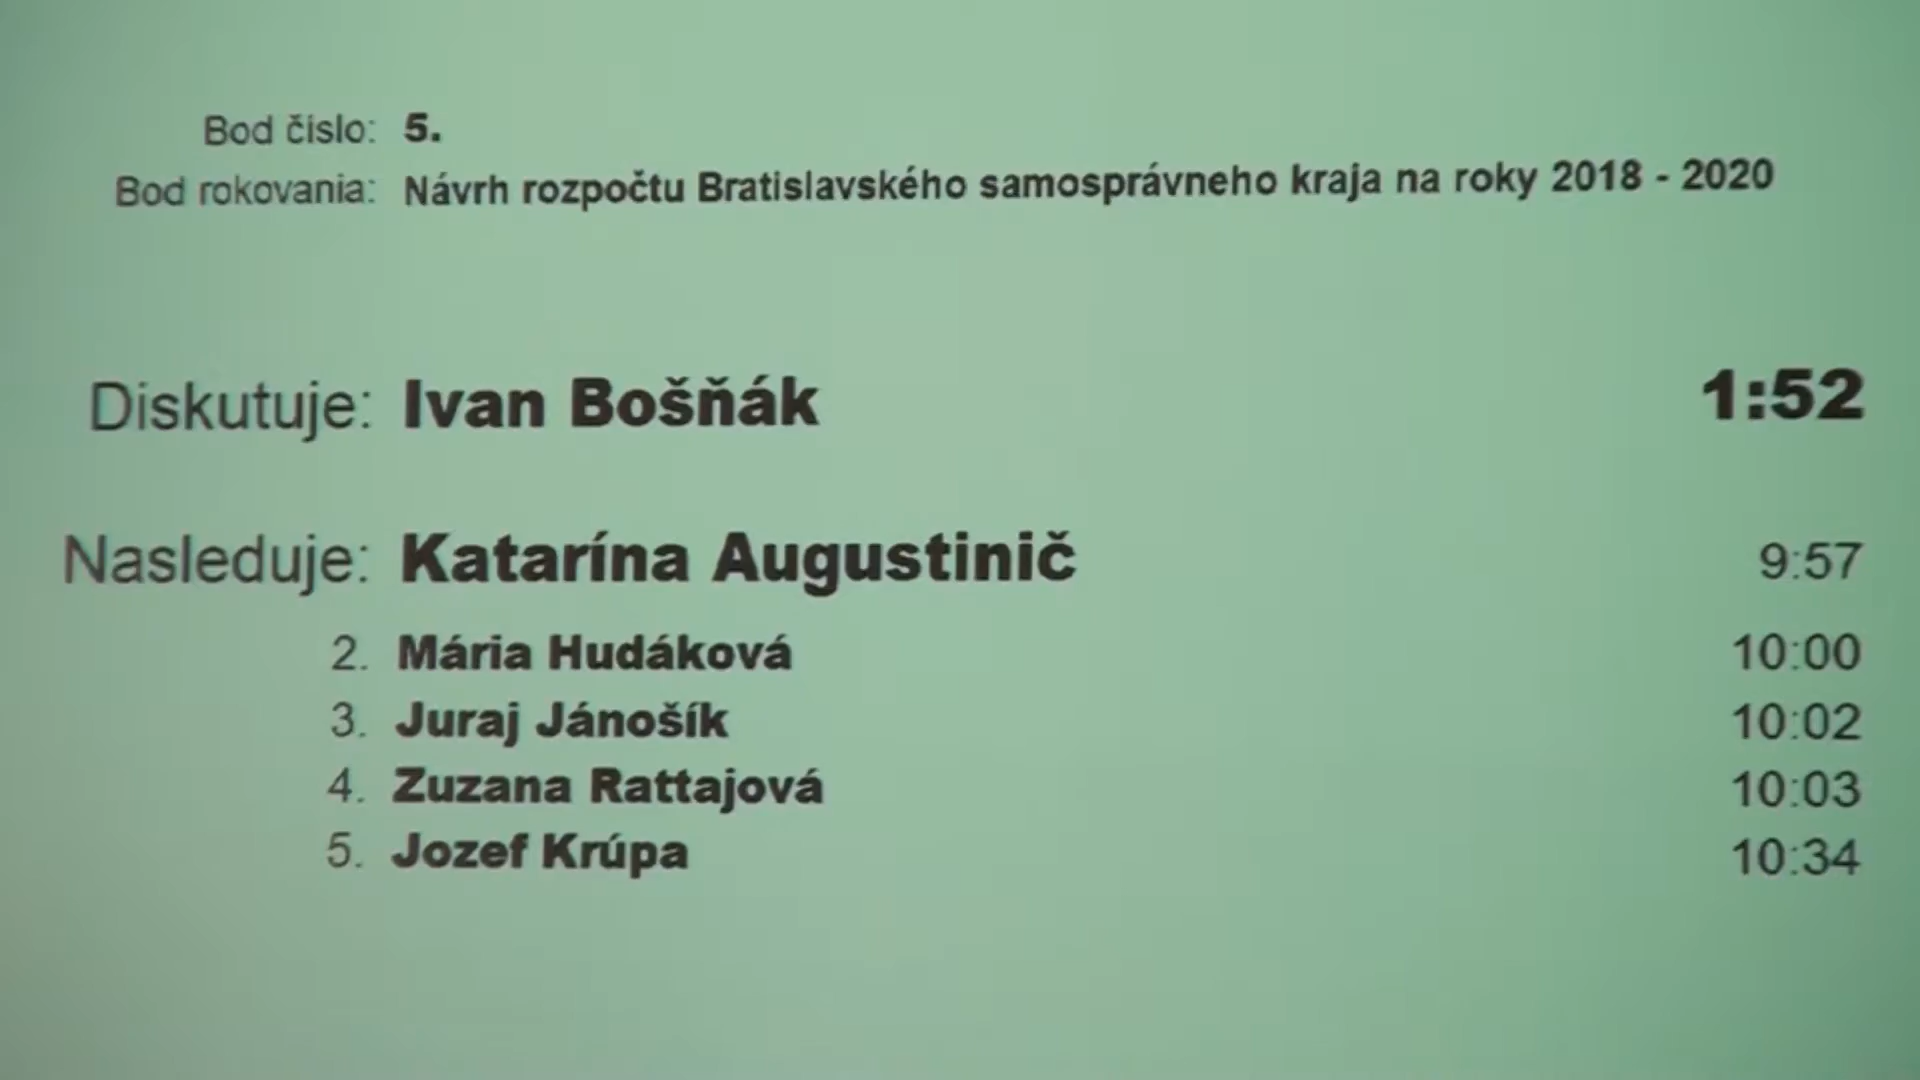 Bod číslo: 5.
Bod rokovania: Návrh rozpočtu Bratislavského samosprávneho kraja na roky 2018 - 2020
Diskutuje: Ivan Bošňák 1:52
Nasleduje: Katarína Augustinič 9:57
2. Mária Hudáková 10:00
3. Juraj Jánošík 10:02
4. Zuzana Rattajová 10:03
5. Jozef Krúpa 10:34